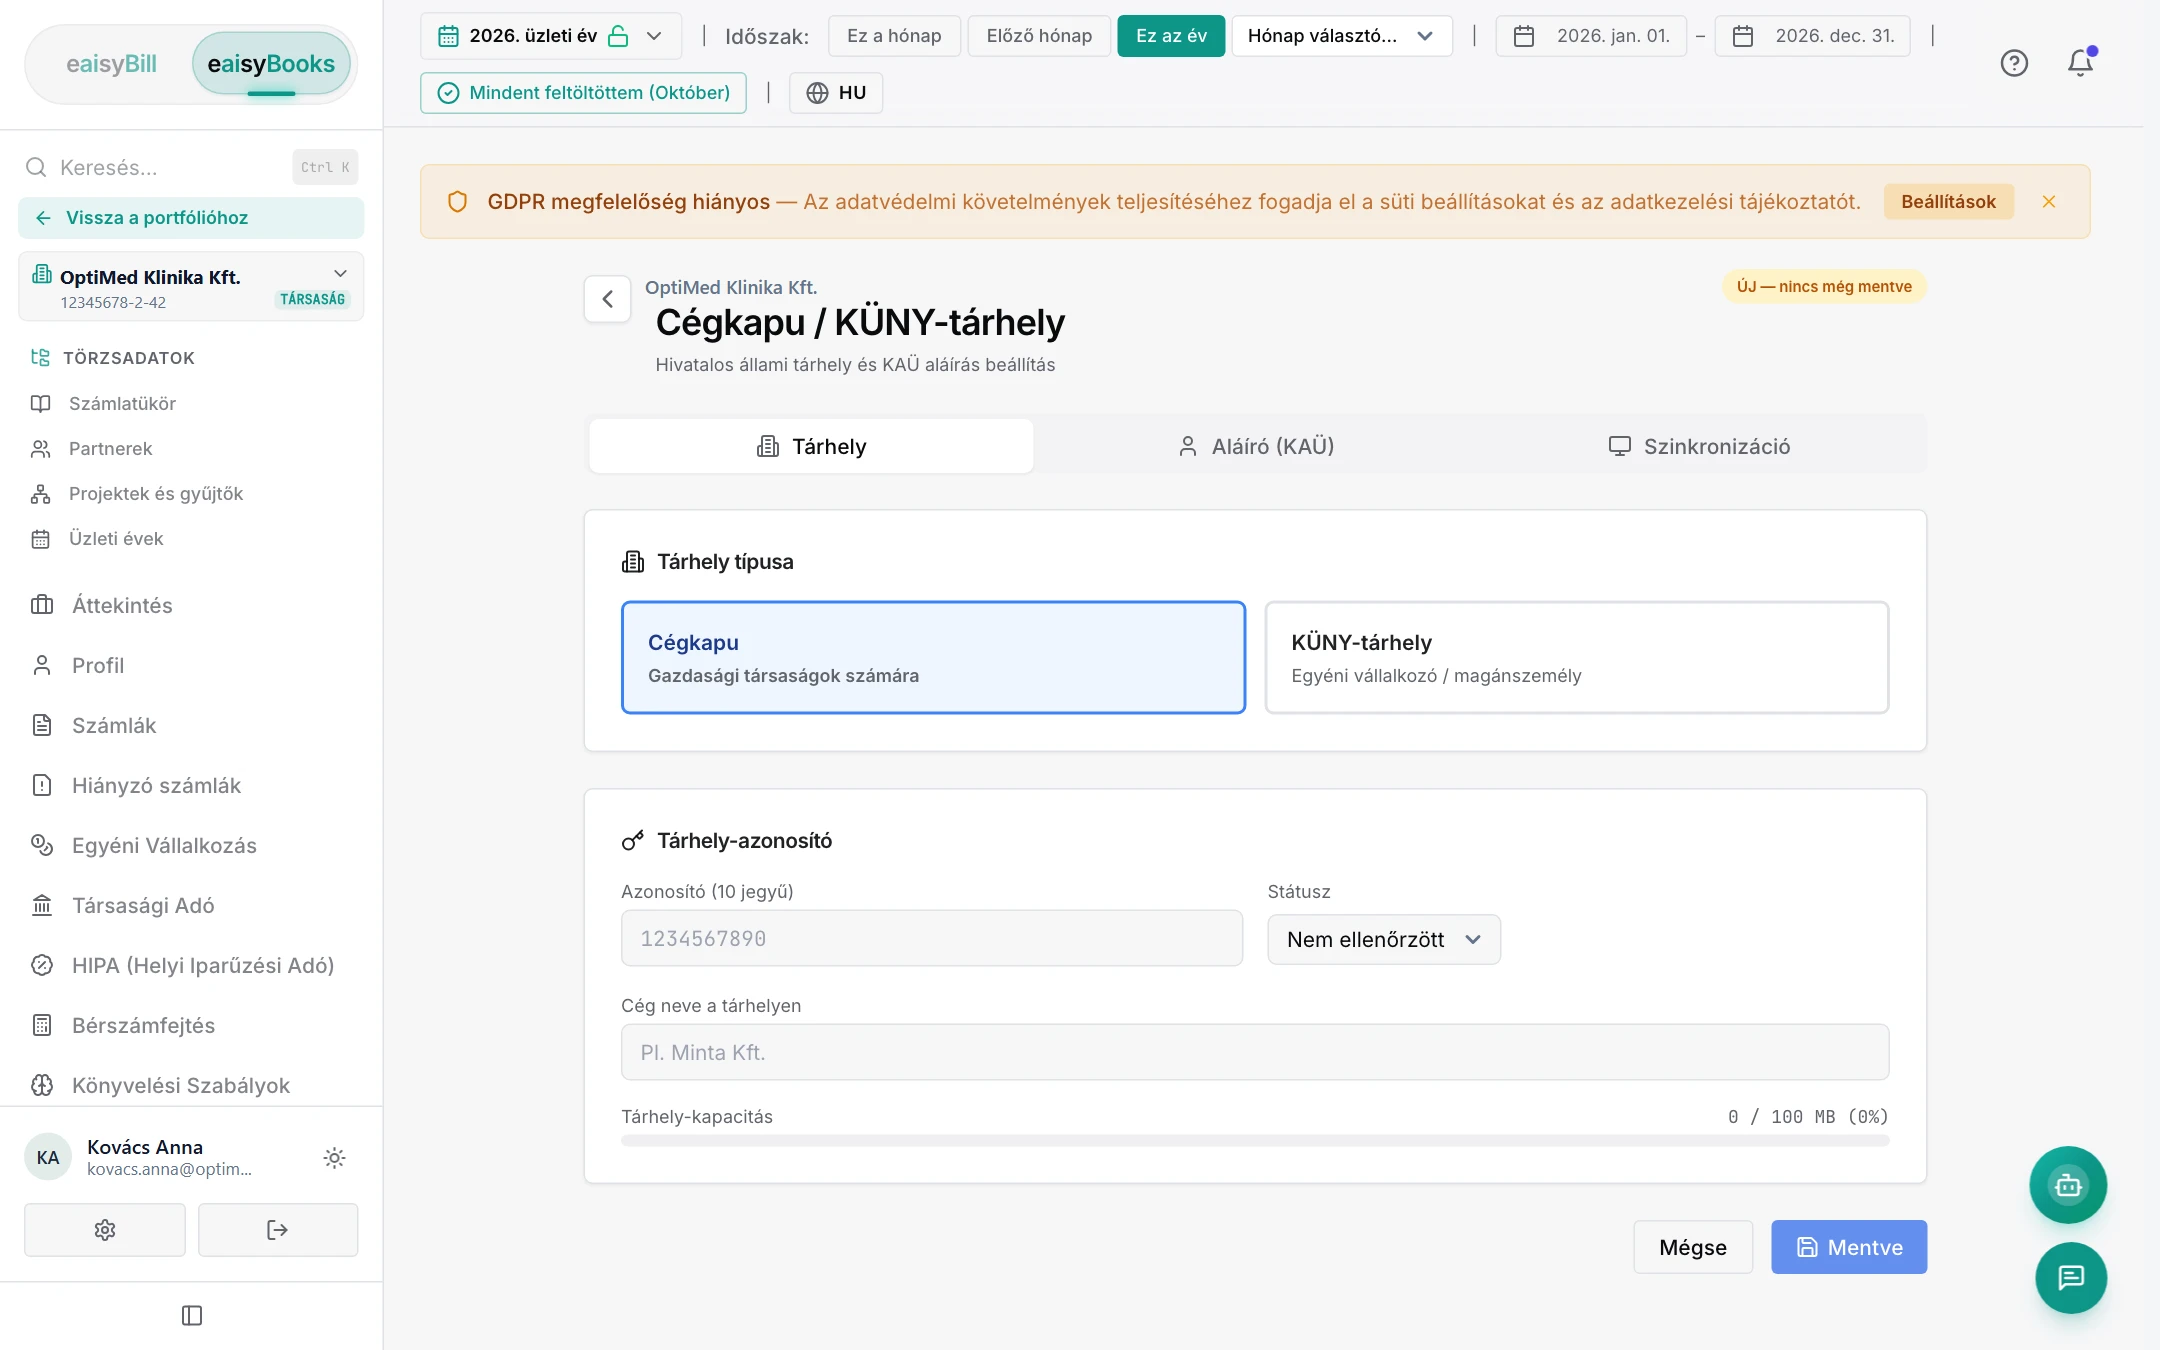 eaisyBill
eaisyBooks
Keresés...
Ctrl K
Vissza a portfólióhoz
OptiMed Klinika Kft.
12345678-2-42
TÁRSASÁG
TÖRZSADATOK
Számlatükör
Partnerek
Projektek és gyűjtők
Üzleti évek
Áttekintés
Profil
Számlák
Hiányzó számlák
Egyéni Vállalkozás
Társasági Adó
HIPA (Helyi Iparűzési Adó)
Bérszámfejtés
Könyvelési Szabályok
KA
Kovács Anna
kovacs.anna@optim...
2026. üzleti év
Időszak:
Ez a hónap
Előző hónap
Ez az év
Hónap választó...
2026. jan. 01.
–
2026. dec. 31.
Mindent feltöltöttem (Október)
HU
GDPR megfelelőség hiányos — Az adatvédelmi követelmények teljesítéséhez fogadja el a süti beállításokat és az adatkezelési tájékoztatót.
Beállítások
OptiMed Klinika Kft.
Cégkapu / KÜNY-tárhely
Hivatalos állami tárhely és KAÜ aláírás beállítás
ÚJ — nincs még mentve
Tárhely
Aláíró (KAÜ)
Szinkronizáció
Tárhely típusa
Cégkapu
Gazdasági társaságok számára
KÜNY-tárhely
Egyéni vállalkozó / magánszemély
Tárhely-azonosító
Azonosító (10 jegyű)
1234567890
Státusz
Nem ellenőrzött
Cég neve a tárhelyen
Pl. Minta Kft.
Tárhely-kapacitás
0 / 100 MB (0%)
Mégse
Mentve